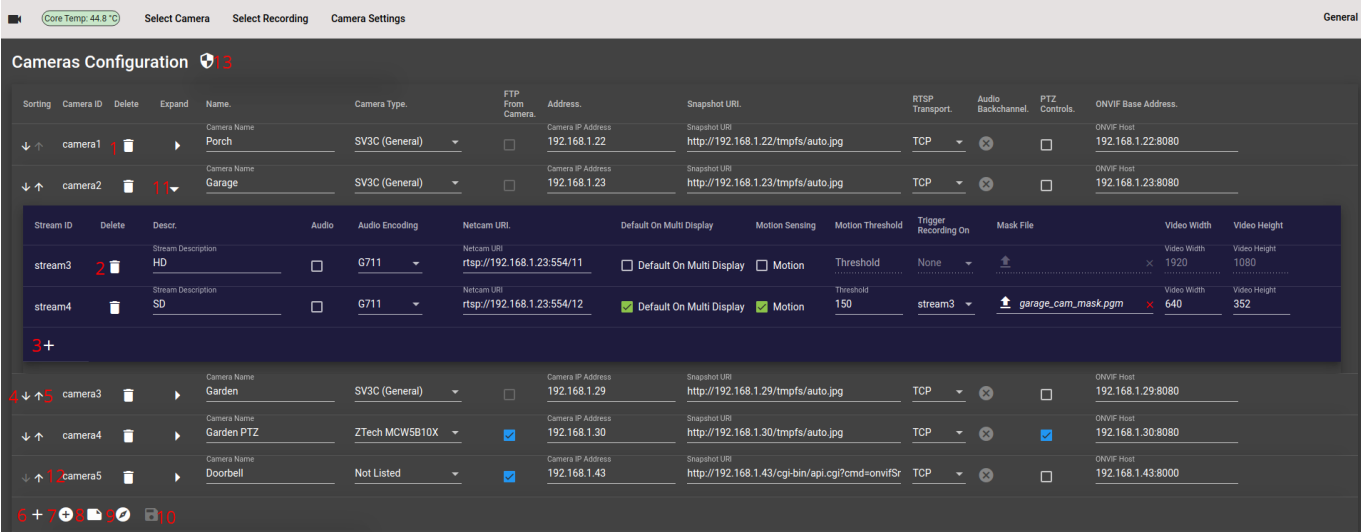 Core Temp: 44.8 °C Select Camera Select Recording Camera Settings General
Cameras Configuration 13
Sorting Camera ID Delete Expand Name. Camera Type. FTP From Camera. Address. Snapshot URI. RTSP Transport. Audio Backchannel. PTZ Controls. ONVIF Base Address.
Camera Name Camera IP Address Snapshot URI ONVIF Host
camera1 1 Porch SV3C (General) 192.168.1.22 http://192.168.1.22/tmpfs/auto.jpg TCP 192.168.1.22:8080
Camera Name Camera IP Address Snapshot URI ONVIF Host
camera2 11 Garage SV3C (General) 192.168.1.23 http://192.168.1.23/tmpfs/auto.jpg TCP 192.168.1.23:8080
Stream ID Delete Descr. Audio Audio Encoding Netcam URI. Default On Multi Display Motion Sensing Motion Threshold Trigger Recording On Mask File Video Width Video Height
Stream Description Netcam URI Video Width Video Height
stream3 2 HD G711 rtsp://192.168.1.23:554/11 Default On Multi Display Motion Threshold None 1920 1080
Stream Description Netcam URI Threshold Video Width Video Height
stream4 SD G711 rtsp://192.168.1.23:554/12 Default On Multi Display Motion 150 stream3 garage_cam_mask.pgm 640 352
3
Camera Name Camera IP Address Snapshot URI ONVIF Host
4 5 camera3 Garden SV3C (General) 192.168.1.29 http://192.168.1.29/tmpfs/auto.jpg TCP 192.168.1.29:8080
Camera Name Camera IP Address Snapshot URI ONVIF Host
camera4 Garden PTZ ZTech MCW5B10X 192.168.1.30 http://192.168.1.30/tmpfs/auto.jpg TCP 192.168.1.30:8080
Camera Name Camera IP Address Snapshot URI ONVIF Host
12 camera5 Doorbell Not Listed 192.168.1.43 http://192.168.1.43/cgi-bin/api.cgi?cmd=onvifSr TCP 192.168.1.43:8000
6 7 8 9 10